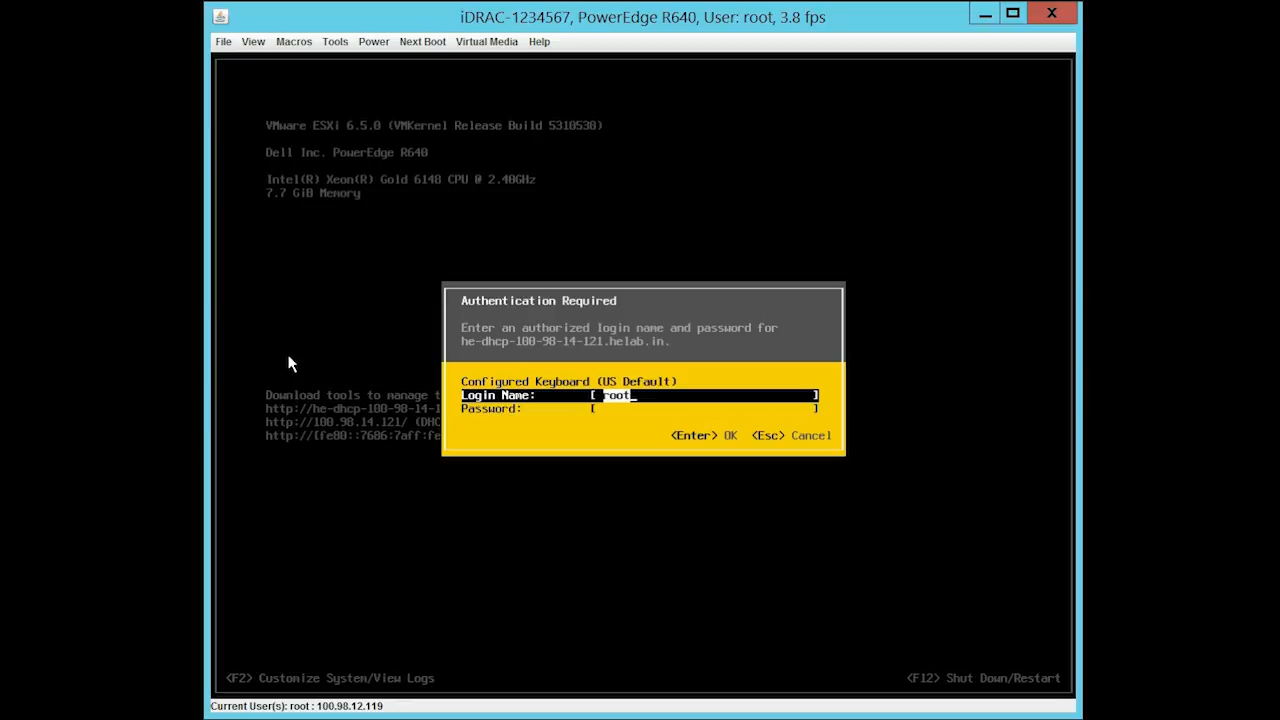 iDRAC-1234567, PowerEdge R640, User: root, 3.8 fps
File View Macros Tools Power Next Boot Virtual Media Help
VMware ESXi 6.5.0 (VMKernel Release Build 5310538)
Dell Inc. PowerEdge R640
Intel(R) Xeon(R) Gold 6148 CPU @ 2.40GHz
7.7 GiB Memory
Authentication Required
Enter an authorized login name and password for
he-dhcp-100-98-14-121.helab.in.
Configured Keyboard (US Default)
Login Name: [ root_ ]
Password: [ ]
<Enter> OK <Esc> Cancel
Download tools to manage t
http://he-dhcp-100-98-14-1
http://100.98.14.121/ (DHC
http://[fe80::7686:7aff:fe
<F2> Customize System/View Logs
<F12> Shut Down/Restart
Current User(s): root : 100.98.12.119